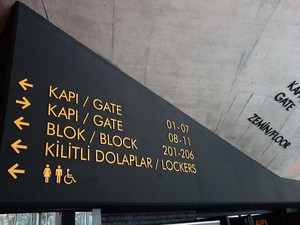 KAPI / GATE 01-07
KAPI / GATE 08-11
BLOK / BLOCK 201-206
KİLİTLİ DOLAPLAR / LOCKERS
ZEMİN/FLOOR